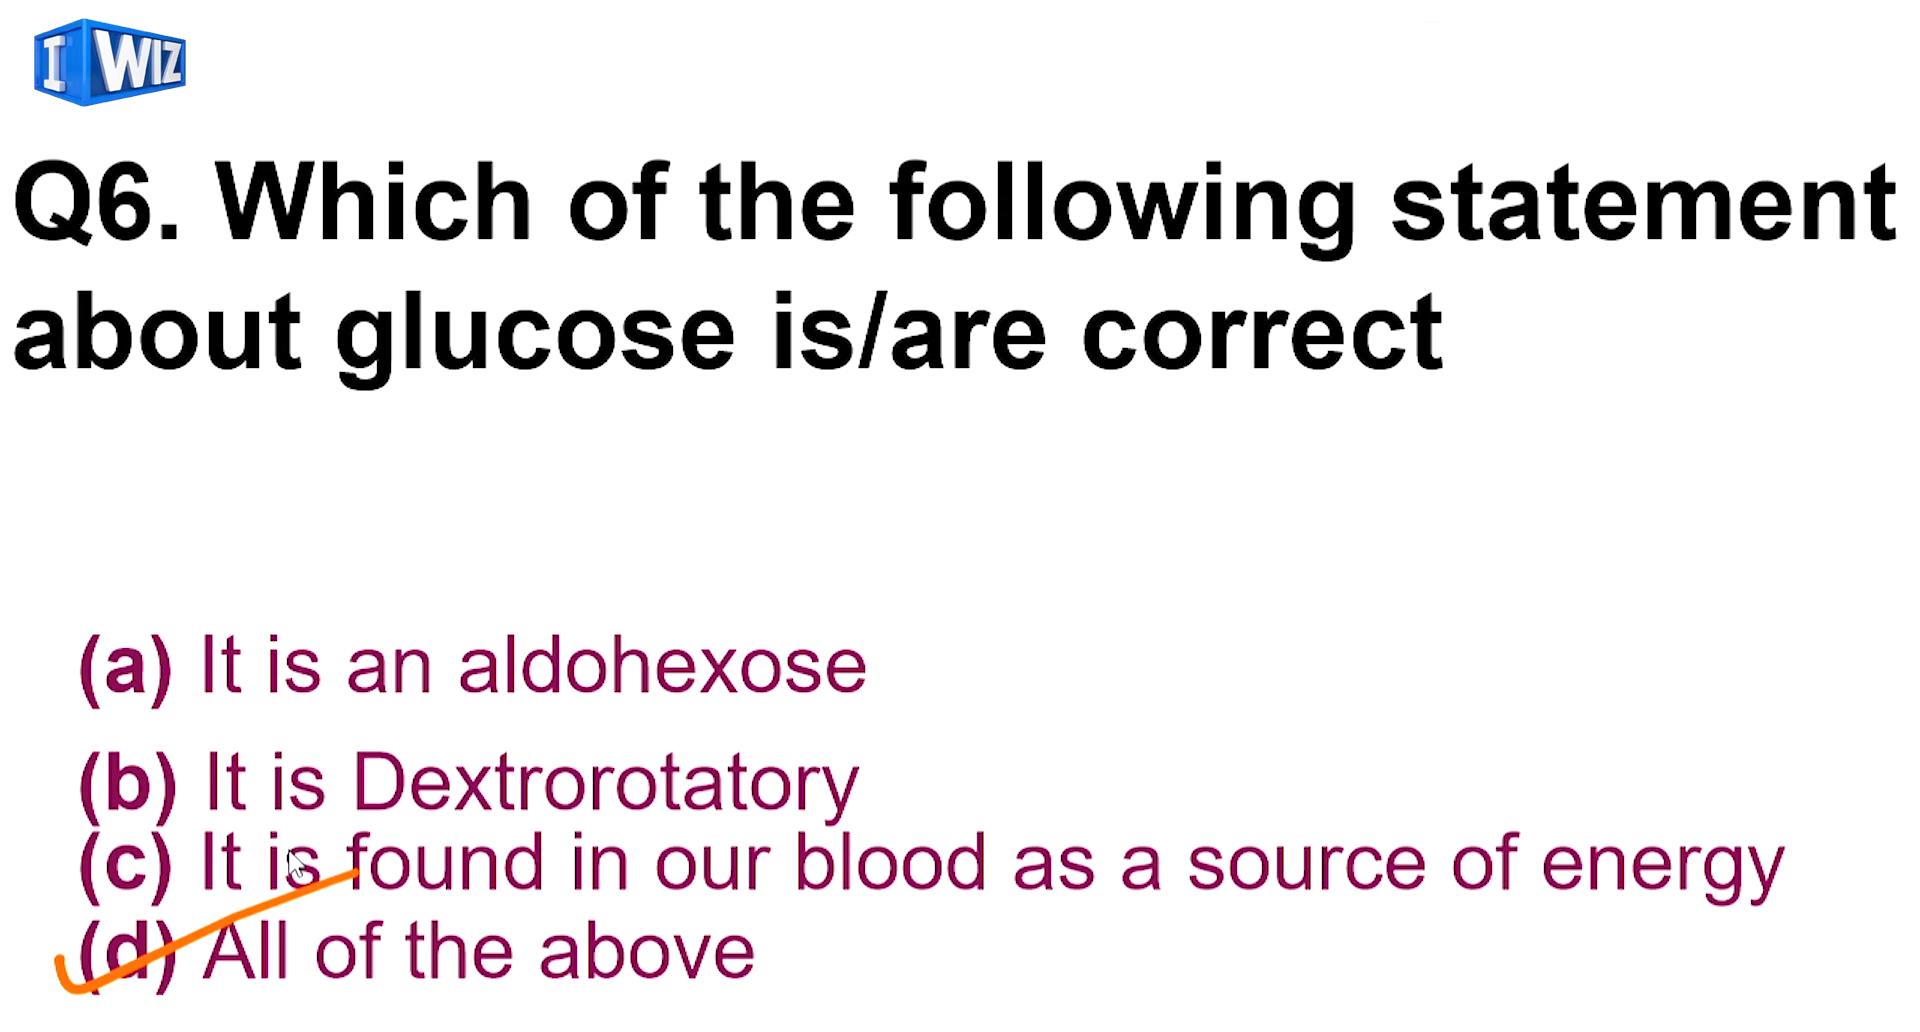 I WIZ
Q6. Which of the following statement
about glucose is/are correct
(a) It is an aldohexose
(b) It is Dextrorotatory
(c) It is found in our blood as a source of energy
(d) All of the above